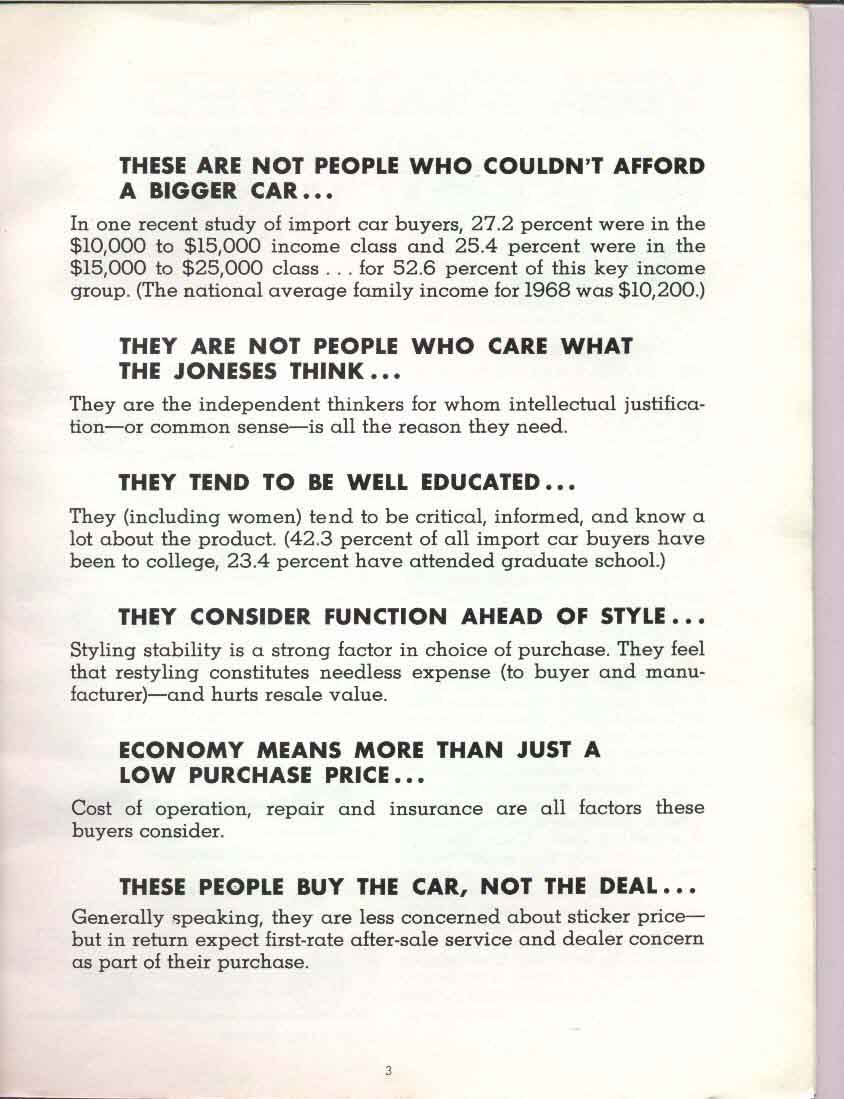 THESE ARE NOT PEOPLE WHO COULDN'T AFFORD
A BIGGER CAR...
In one recent study of import car buyers, 27.2 percent were in the
$10,000 to $15,000 income class and 25.4 percent were in the
$15,000 to $25,000 class . . . for 52.6 percent of this key income
group. (The national average family income for 1968 was $10,200.)
THEY ARE NOT PEOPLE WHO CARE WHAT
THE JONESES THINK...
They are the independent thinkers for whom intellectual justifica-
tion—or common sense—is all the reason they need.
THEY TEND TO BE WELL EDUCATED...
They (including women) tend to be critical, informed, and know a
lot about the product. (42.3 percent of all import car buyers have
been to college, 23.4 percent have attended graduate school.)
THEY CONSIDER FUNCTION AHEAD OF STYLE...
Styling stability is a strong factor in choice of purchase. They feel
that restyling constitutes needless expense (to buyer and manu-
facturer)—and hurts resale value.
ECONOMY MEANS MORE THAN JUST A
LOW PURCHASE PRICE...
Cost of operation, repair and insurance are all factors these
buyers consider.
THESE PEOPLE BUY THE CAR, NOT THE DEAL...
Generally speaking, they are less concerned about sticker price—
but in return expect first-rate after-sale service and dealer concern
as part of their purchase.
3